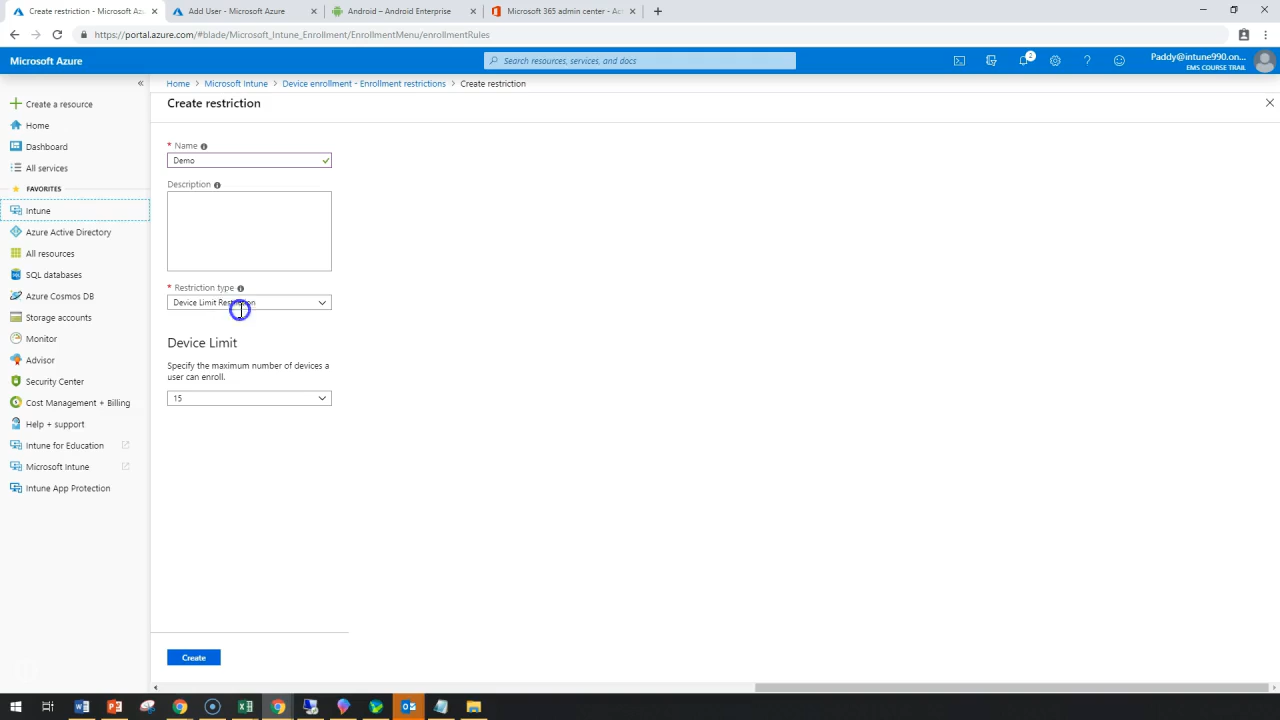 Create restriction - Microsoft Az
Add User - Microsoft Azure
Android – Android Enterprise
Microsoft 365 admin center - Ac
https://portal.azure.com/#blade/Microsoft_Intune_Enrollment/EnrollmentMenu/enrollmentRules
Microsoft Azure
Search resources, services, and docs
2
Paddy@intune990.on...
EMS COURSE TRAIL
Home > Microsoft Intune > Device enrollment - Enrollment restrictions > Create restriction
Create restriction
Create a resource
Home
Dashboard
All services
FAVORITES
Intune
Azure Active Directory
All resources
SQL databases
Azure Cosmos DB
Storage accounts
Monitor
Advisor
Security Center
Cost Management + Billing
Help + support
Intune for Education
Microsoft Intune
Intune App Protection
* Name
Demo
Description
* Restriction type
Device Limit Restriction
Device Limit
Specify the maximum number of devices a
user can enroll.
15
Create